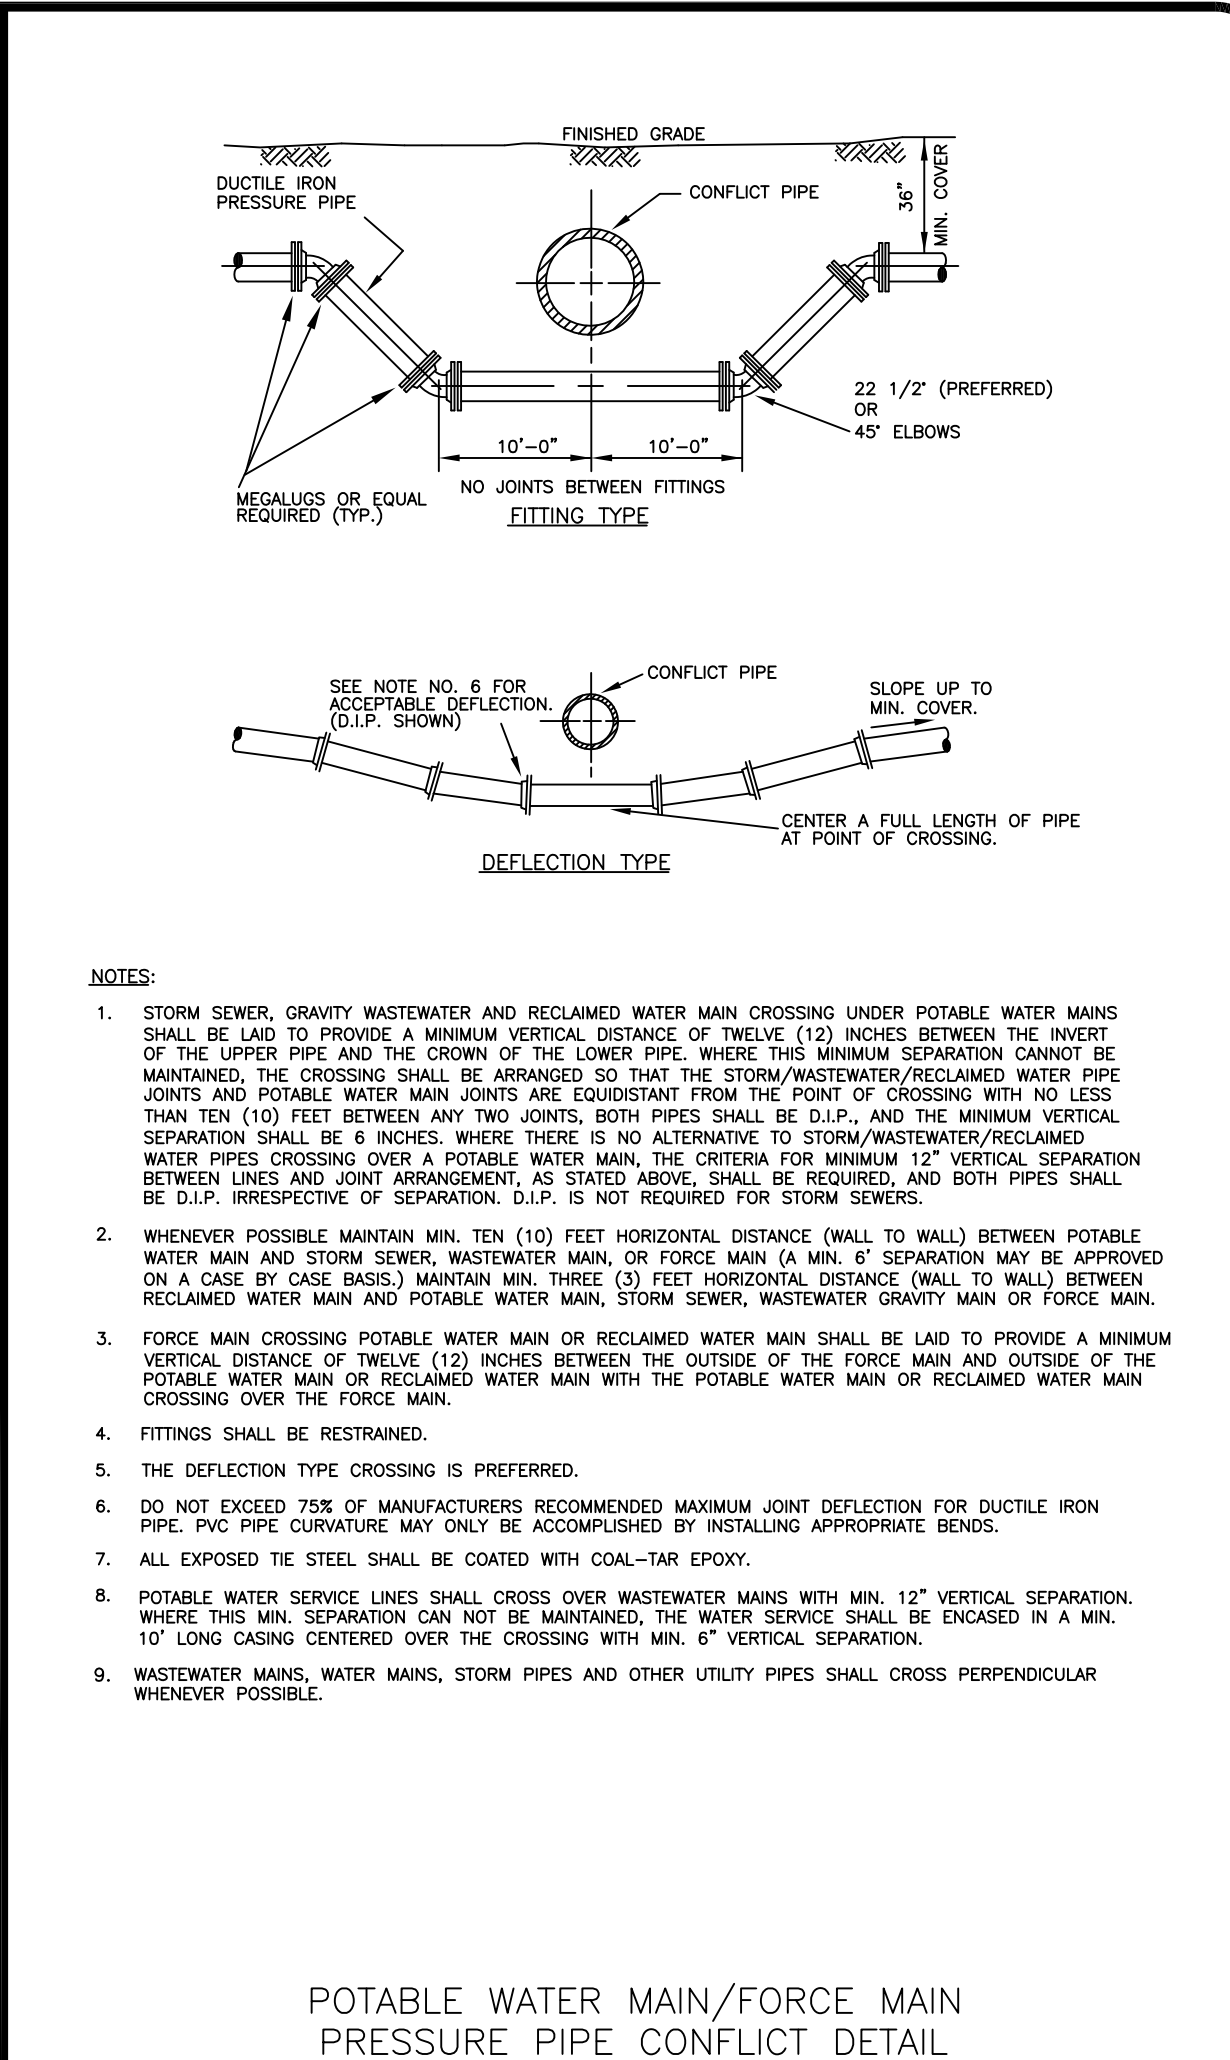 FINISHED GRADE
DUCTILE IRON
PRESSURE PIPE
CONFLICT PIPE
36"
MIN. COVER
22 1/2° (PREFERRED)
OR
45° ELBOWS
10'-0"
10'-0"
NO JOINTS BETWEEN FITTINGS
MEGALUGS OR EQUAL
REQUIRED (TYP.)
FITTING TYPE
CONFLICT PIPE
SEE NOTE NO. 6 FOR
ACCEPTABLE DEFLECTION.
(D.I.P. SHOWN)
SLOPE UP TO
MIN. COVER.
CENTER A FULL LENGTH OF PIPE
AT POINT OF CROSSING.
DEFLECTION TYPE
NOTES:
1. STORM SEWER, GRAVITY WASTEWATER AND RECLAIMED WATER MAIN CROSSING UNDER POTABLE WATER MAINS
SHALL BE LAID TO PROVIDE A MINIMUM VERTICAL DISTANCE OF TWELVE (12) INCHES BETWEEN THE INVERT
OF THE UPPER PIPE AND THE CROWN OF THE LOWER PIPE. WHERE THIS MINIMUM SEPARATION CANNOT BE
MAINTAINED, THE CROSSING SHALL BE ARRANGED SO THAT THE STORM/WASTEWATER/RECLAIMED WATER PIPE
JOINTS AND POTABLE WATER MAIN JOINTS ARE EQUIDISTANT FROM THE POINT OF CROSSING WITH NO LESS
THAN TEN (10) FEET BETWEEN ANY TWO JOINTS, BOTH PIPES SHALL BE D.I.P., AND THE MINIMUM VERTICAL
SEPARATION SHALL BE 6 INCHES. WHERE THERE IS NO ALTERNATIVE TO STORM/WASTEWATER/RECLAIMED
WATER PIPES CROSSING OVER A POTABLE WATER MAIN, THE CRITERIA FOR MINIMUM 12" VERTICAL SEPARATION
BETWEEN LINES AND JOINT ARRANGEMENT, AS STATED ABOVE, SHALL BE REQUIRED, AND BOTH PIPES SHALL
BE D.I.P. IRRESPECTIVE OF SEPARATION. D.I.P. IS NOT REQUIRED FOR STORM SEWERS.
2. WHENEVER POSSIBLE MAINTAIN MIN. TEN (10) FEET HORIZONTAL DISTANCE (WALL TO WALL) BETWEEN POTABLE
WATER MAIN AND STORM SEWER, WASTEWATER MAIN, OR FORCE MAIN (A MIN. 6' SEPARATION MAY BE APPROVED
ON A CASE BY CASE BASIS.) MAINTAIN MIN. THREE (3) FEET HORIZONTAL DISTANCE (WALL TO WALL) BETWEEN
RECLAIMED WATER MAIN AND POTABLE WATER MAIN, STORM SEWER, WASTEWATER GRAVITY MAIN OR FORCE MAIN.
3. FORCE MAIN CROSSING POTABLE WATER MAIN OR RECLAIMED WATER MAIN SHALL BE LAID TO PROVIDE A MINIMUM
VERTICAL DISTANCE OF TWELVE (12) INCHES BETWEEN THE OUTSIDE OF THE FORCE MAIN AND OUTSIDE OF THE
POTABLE WATER MAIN OR RECLAIMED WATER MAIN WITH THE POTABLE WATER MAIN OR RECLAIMED WATER MAIN
CROSSING OVER THE FORCE MAIN.
4. FITTINGS SHALL BE RESTRAINED.
5. THE DEFLECTION TYPE CROSSING IS PREFERRED.
6. DO NOT EXCEED 75% OF MANUFACTURERS RECOMMENDED MAXIMUM JOINT DEFLECTION FOR DUCTILE IRON
PIPE. PVC PIPE CURVATURE MAY ONLY BE ACCOMPLISHED BY INSTALLING APPROPRIATE BENDS.
7. ALL EXPOSED TIE STEEL SHALL BE COATED WITH COAL-TAR EPOXY.
8. POTABLE WATER SERVICE LINES SHALL CROSS OVER WASTEWATER MAINS WITH MIN. 12" VERTICAL SEPARATION.
WHERE THIS MIN. SEPARATION CAN NOT BE MAINTAINED, THE WATER SERVICE SHALL BE ENCASED IN A MIN.
10' LONG CASING CENTERED OVER THE CROSSING WITH MIN. 6" VERTICAL SEPARATION.
9. WASTEWATER MAINS, WATER MAINS, STORM PIPES AND OTHER UTILITY PIPES SHALL CROSS PERPENDICULAR
WHENEVER POSSIBLE.
POTABLE WATER MAIN/FORCE MAIN
PRESSURE PIPE CONFLICT DETAIL